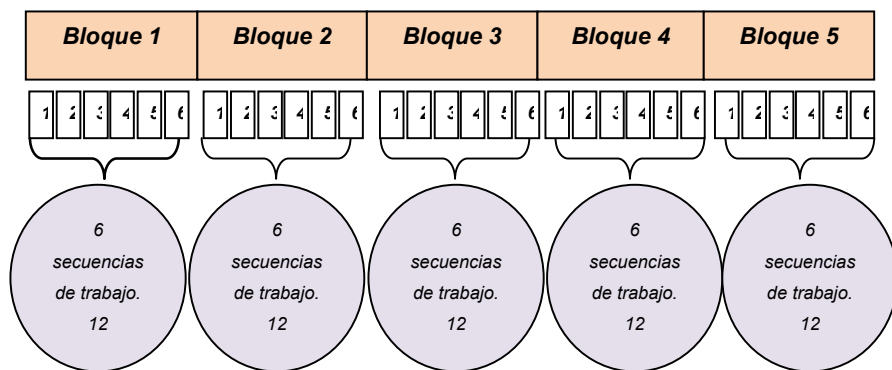 Bloque 1 Bloque 2 Bloque 3 Bloque 4 Bloque 5
1 2 3 4 5 6 1 2 3 4 5 6 1 2 3 4 5 6 1 2 3 4 5 6 1 2 3 4 5 6
6
secuencias
de trabajo.
12
6
secuencias
de trabajo.
12
6
secuencias
de trabajo.
12
6
secuencias
de trabajo.
12
6
secuencias
de trabajo.
12